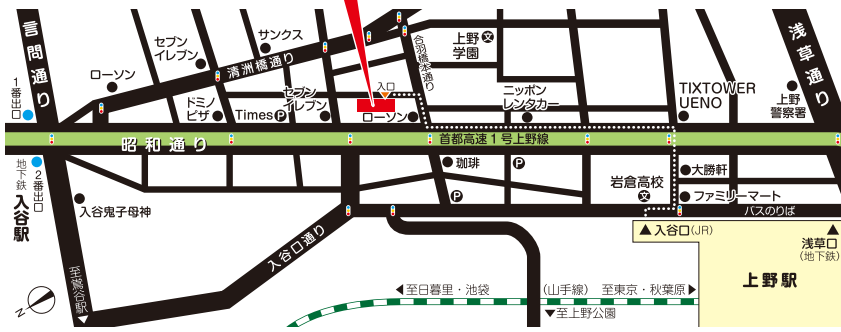 言問通り
1番出口
ローソン
セブン
イレブン
サンクス
清洲橋通り
ドミノ
ピザ
Times P
セブン
イレブン
入口
ローソン
合羽橋本通り
上野
学園
文
ニッポン
レンタカー
TIXTOWER
UENO
浅草通り
上野
警察署
昭和通り
首都高速1号上野線
地下鉄
入谷駅
2番出口
入谷鬼子母神
珈琲
P
P
岩倉高校
文
大勝軒
ファミリーマート
バスのりば
入谷口通り
至鶯谷駅
▲入谷口(JR)
浅草口
(地下鉄)
上野駅
◀至日暮里・池袋
(山手線)
至東京・秋葉原▶
▼至上野公園
N